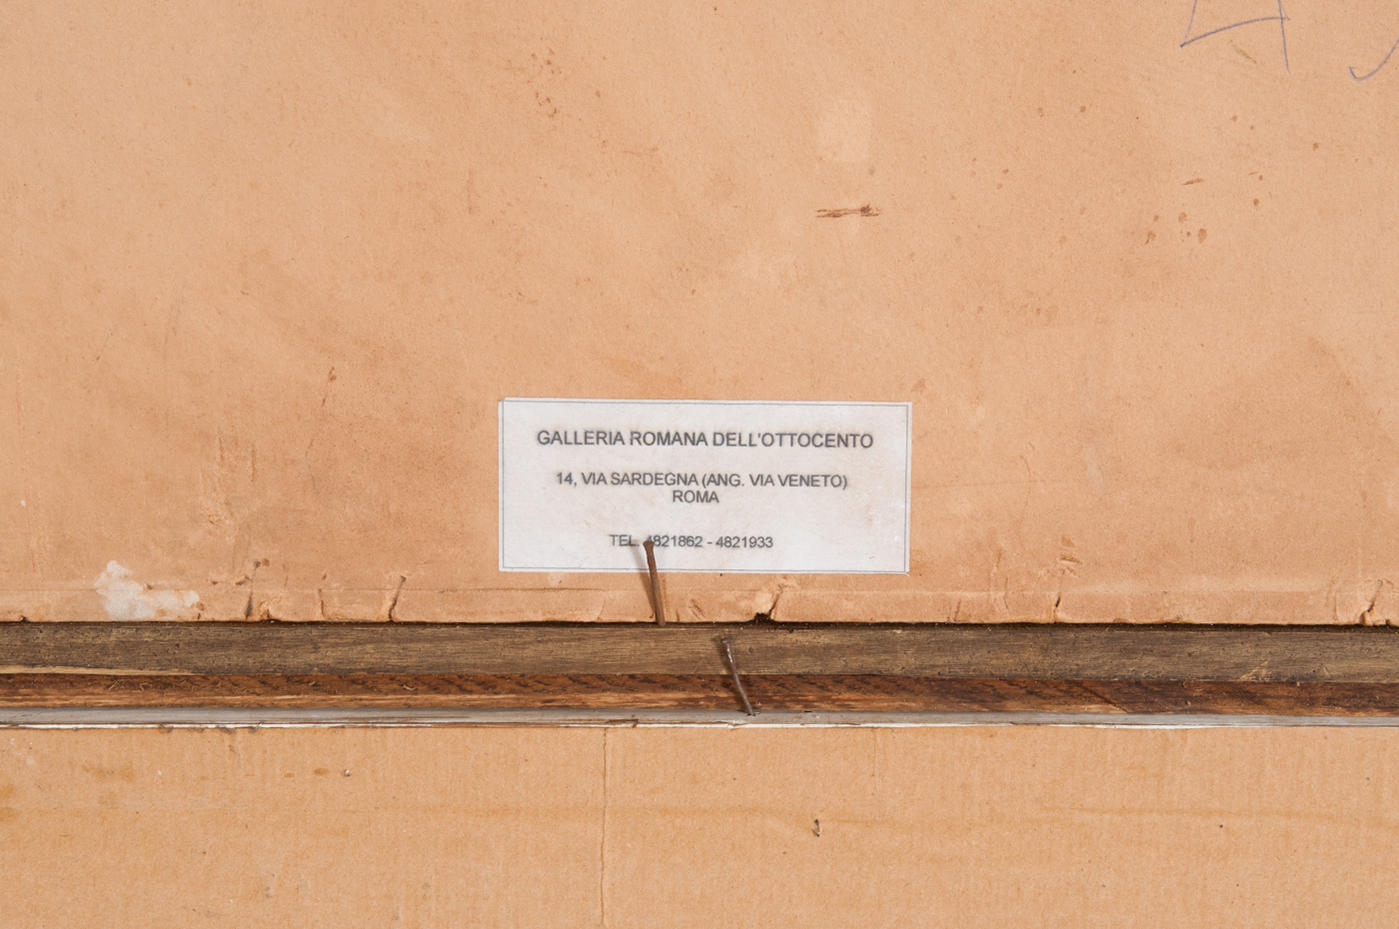 GALLERIA ROMANA DELL'OTTOCENTO
14, VIA SARDEGNA (ANG. VIA VENETO)
ROMA
TEL. 4821862 - 4821933